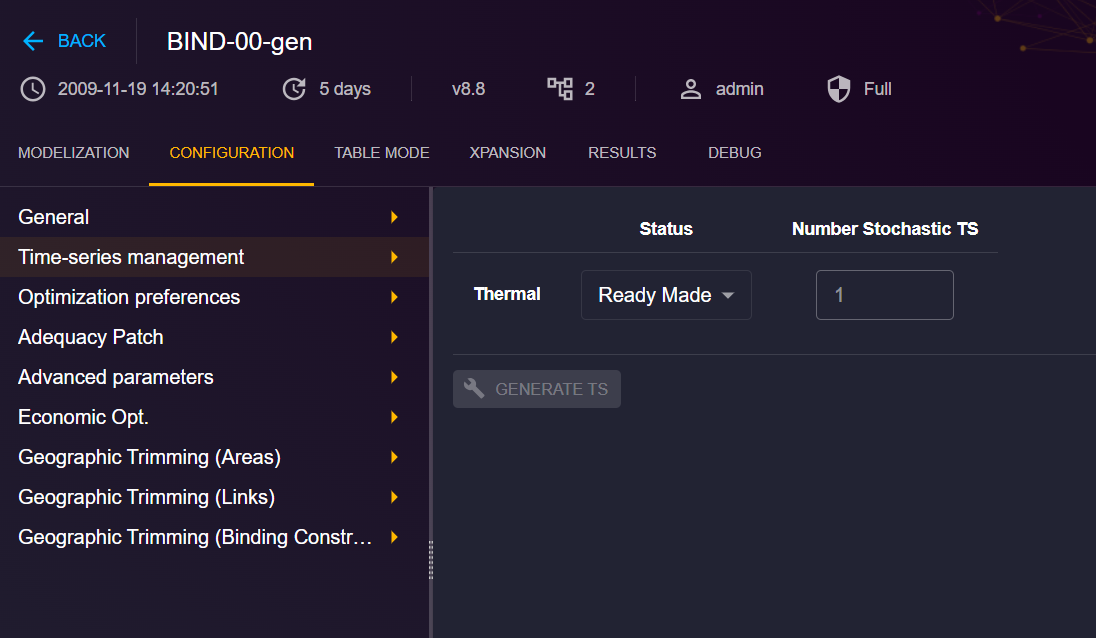 BACK BIND-00-gen
2009-11-19 14:20:51 5 days v8.8 2 admin Full
MODELIZATION CONFIGURATION TABLE MODE XPANSION RESULTS DEBUG
General
Time-series management
Optimization preferences
Adequacy Patch
Advanced parameters
Economic Opt.
Geographic Trimming (Areas)
Geographic Trimming (Links)
Geographic Trimming (Binding Constr...
Status Number Stochastic TS
Thermal Ready Made 1
GENERATE TS